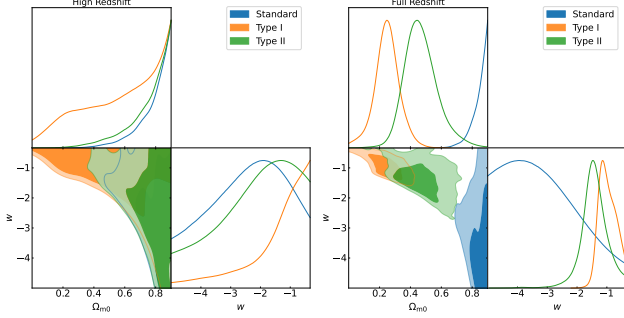 High Redshift
Standard
Type I
Type II
−1
−2
−3
−4
w
0.2 0.4 0.6 0.8
Ωm0
−4 −3 −2 −1
w
Full Redshift
Standard
Type I
Type II
−1
−2
−3
−4
w
0.2 0.4 0.6 0.8
Ωm0
−4 −3 −2 −1
w